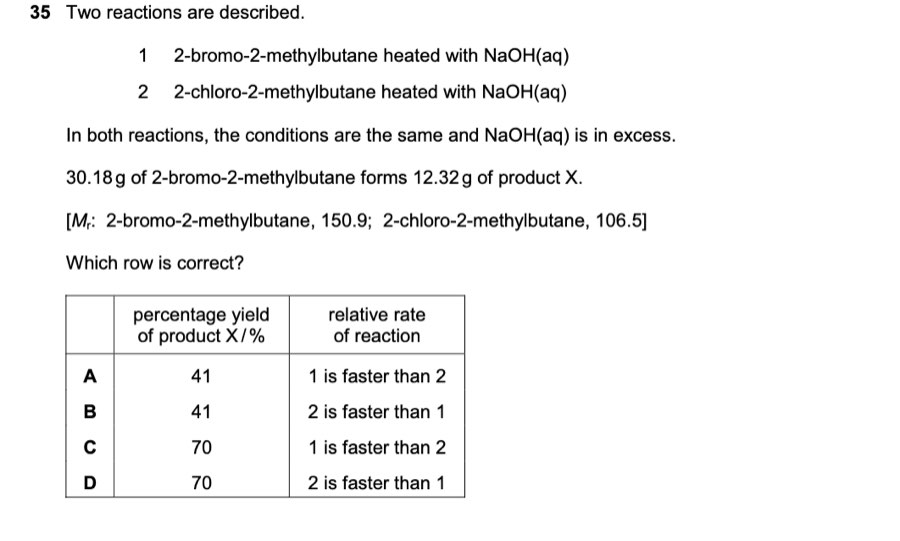 35 Two reactions are described.
1 2-bromo-2-methylbutane heated with NaOH(aq)
2 2-chloro-2-methylbutane heated with NaOH(aq)
In both reactions, the conditions are the same and NaOH(aq) is in excess.
30.18 g of 2-bromo-2-methylbutane forms 12.32 g of product X.
[Mr: 2-bromo-2-methylbutane, 150.9; 2-chloro-2-methylbutane, 106.5]
Which row is correct?
percentage yield relative rate
of product X / % of reaction
A 41 1 is faster than 2
B 41 2 is faster than 1
C 70 1 is faster than 2
D 70 2 is faster than 1